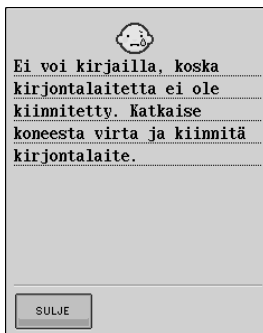 Ei voi kirjailla, koska
kirjontalaitetta ei ole
kiinnitetty. Katkaise
koneesta virta ja kiinnitä
kirjontalaite.
SULJE